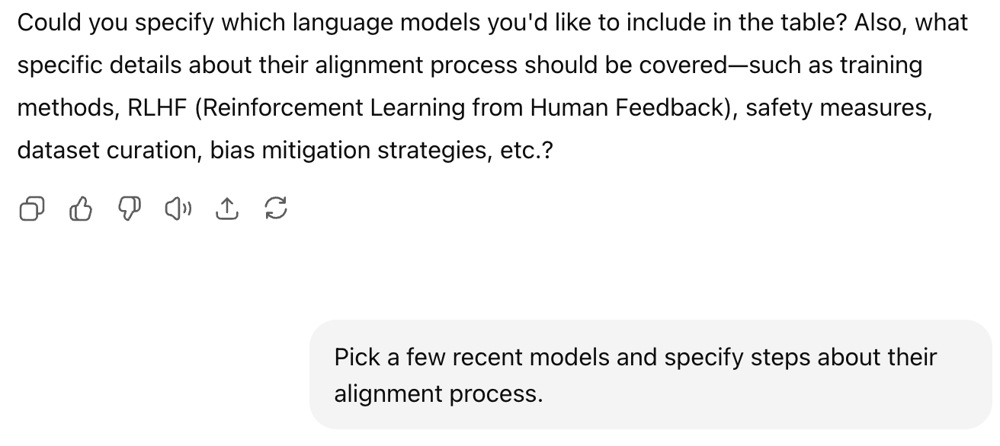 Could you specify which language models you'd like to include in the table? Also, what
specific details about their alignment process should be covered—such as training
methods, RLHF (Reinforcement Learning from Human Feedback), safety measures,
dataset curation, bias mitigation strategies, etc.?
Pick a few recent models and specify steps about their
alignment process.